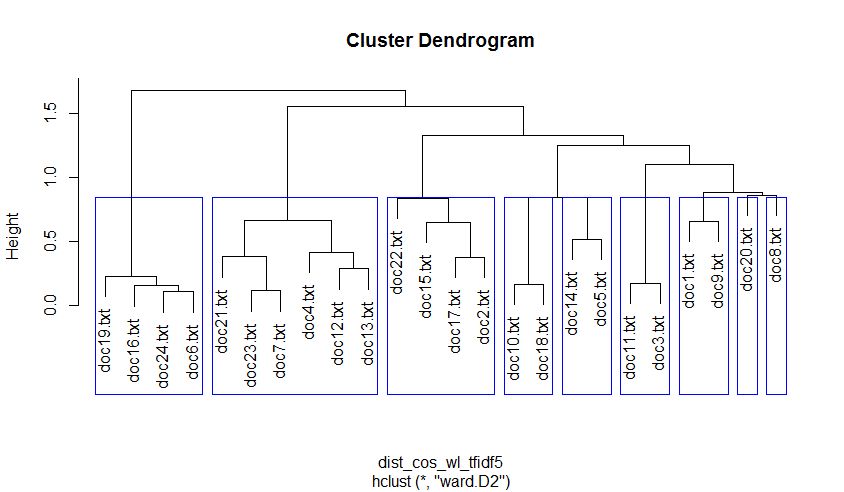 Cluster Dendrogram
Height
1.5
1.0
0.5
0.0
doc19.txt
doc16.txt
doc24.txt
doc6.txt
doc21.txt
doc23.txt
doc7.txt
doc4.txt
doc12.txt
doc13.txt
doc22.txt
doc15.txt
doc17.txt
doc2.txt
doc10.txt
doc18.txt
doc14.txt
doc5.txt
doc11.txt
doc3.txt
doc1.txt
doc9.txt
doc20.txt
doc8.txt
dist_cos_wl_tfidf5
hclust (*, "ward.D2")